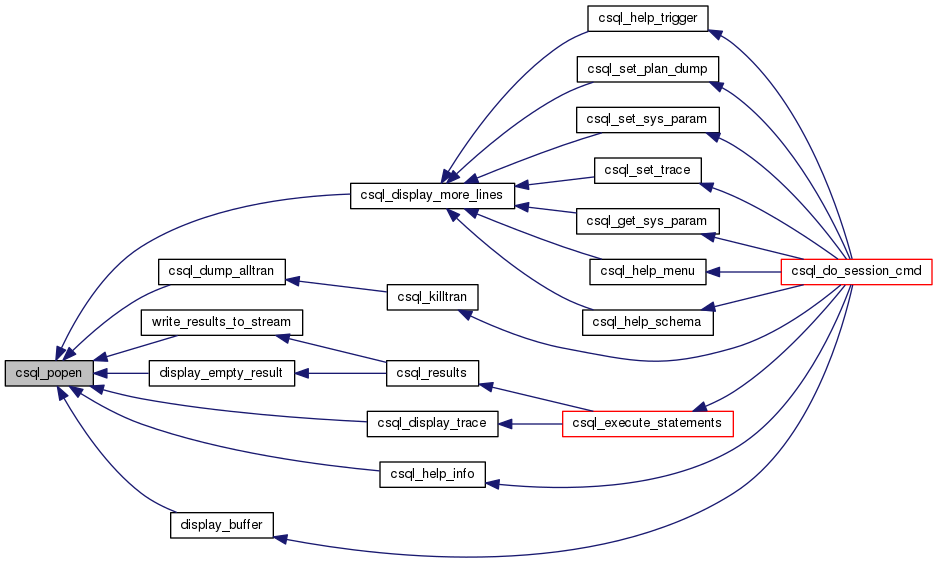 csql_help_trigger
csql_set_plan_dump
csql_set_sys_param
csql_set_trace
csql_display_more_lines
csql_get_sys_param
csql_dump_alltran
csql_help_menu
csql_do_session_cmd
csql_killtran
write_results_to_stream
csql_help_schema
csql_popen
display_empty_result
csql_results
csql_display_trace
csql_execute_statements
csql_help_info
display_buffer